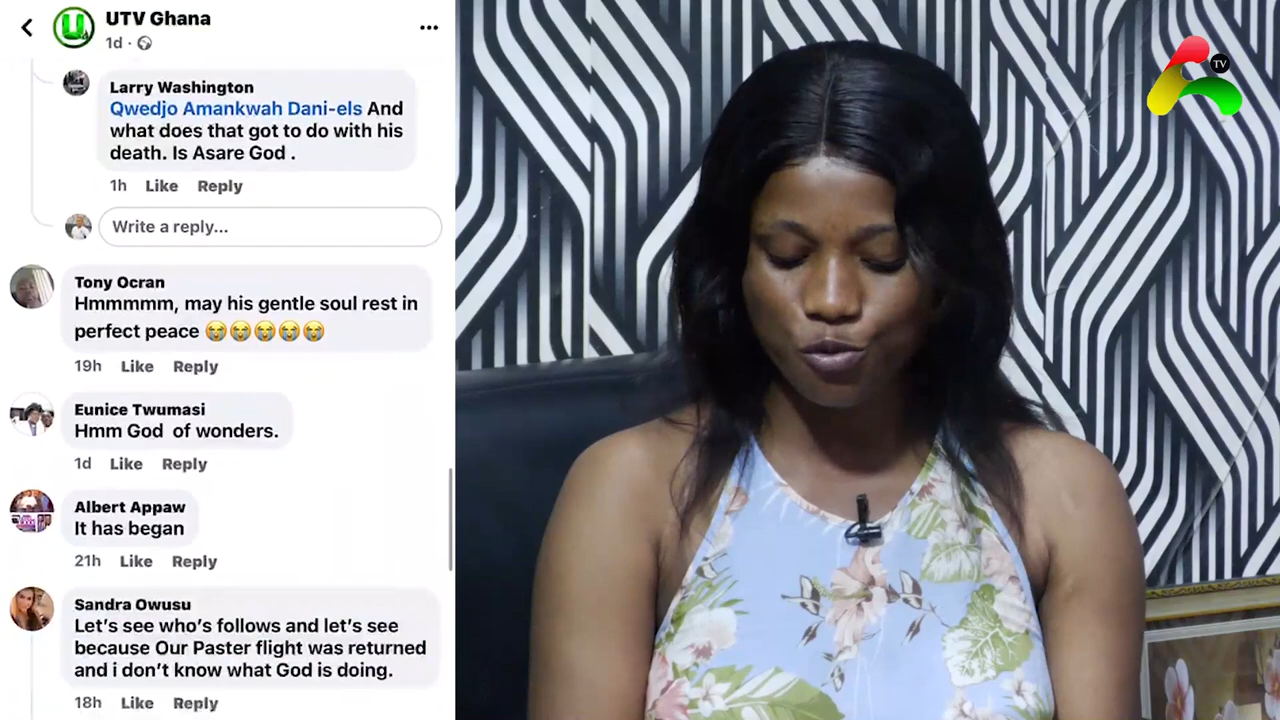 UTV Ghana
1d ·
Larry Washington
Qwedjo Amankwah Dani-els And
what does that got to do with his
death. Is Asare God .
1h Like Reply
Write a reply...
Tony Ocran
Hmmmmm, may his gentle soul rest in
perfect peace 😭😭😭😭😭
19h Like Reply
Eunice Twumasi
Hmm God of wonders.
1d Like Reply
Albert Appaw
It has began
21h Like Reply
Sandra Owusu
Let's see who's follows and let's see
because Our Paster flight was returned
and i don't know what God is doing.
18h Like Reply
TV